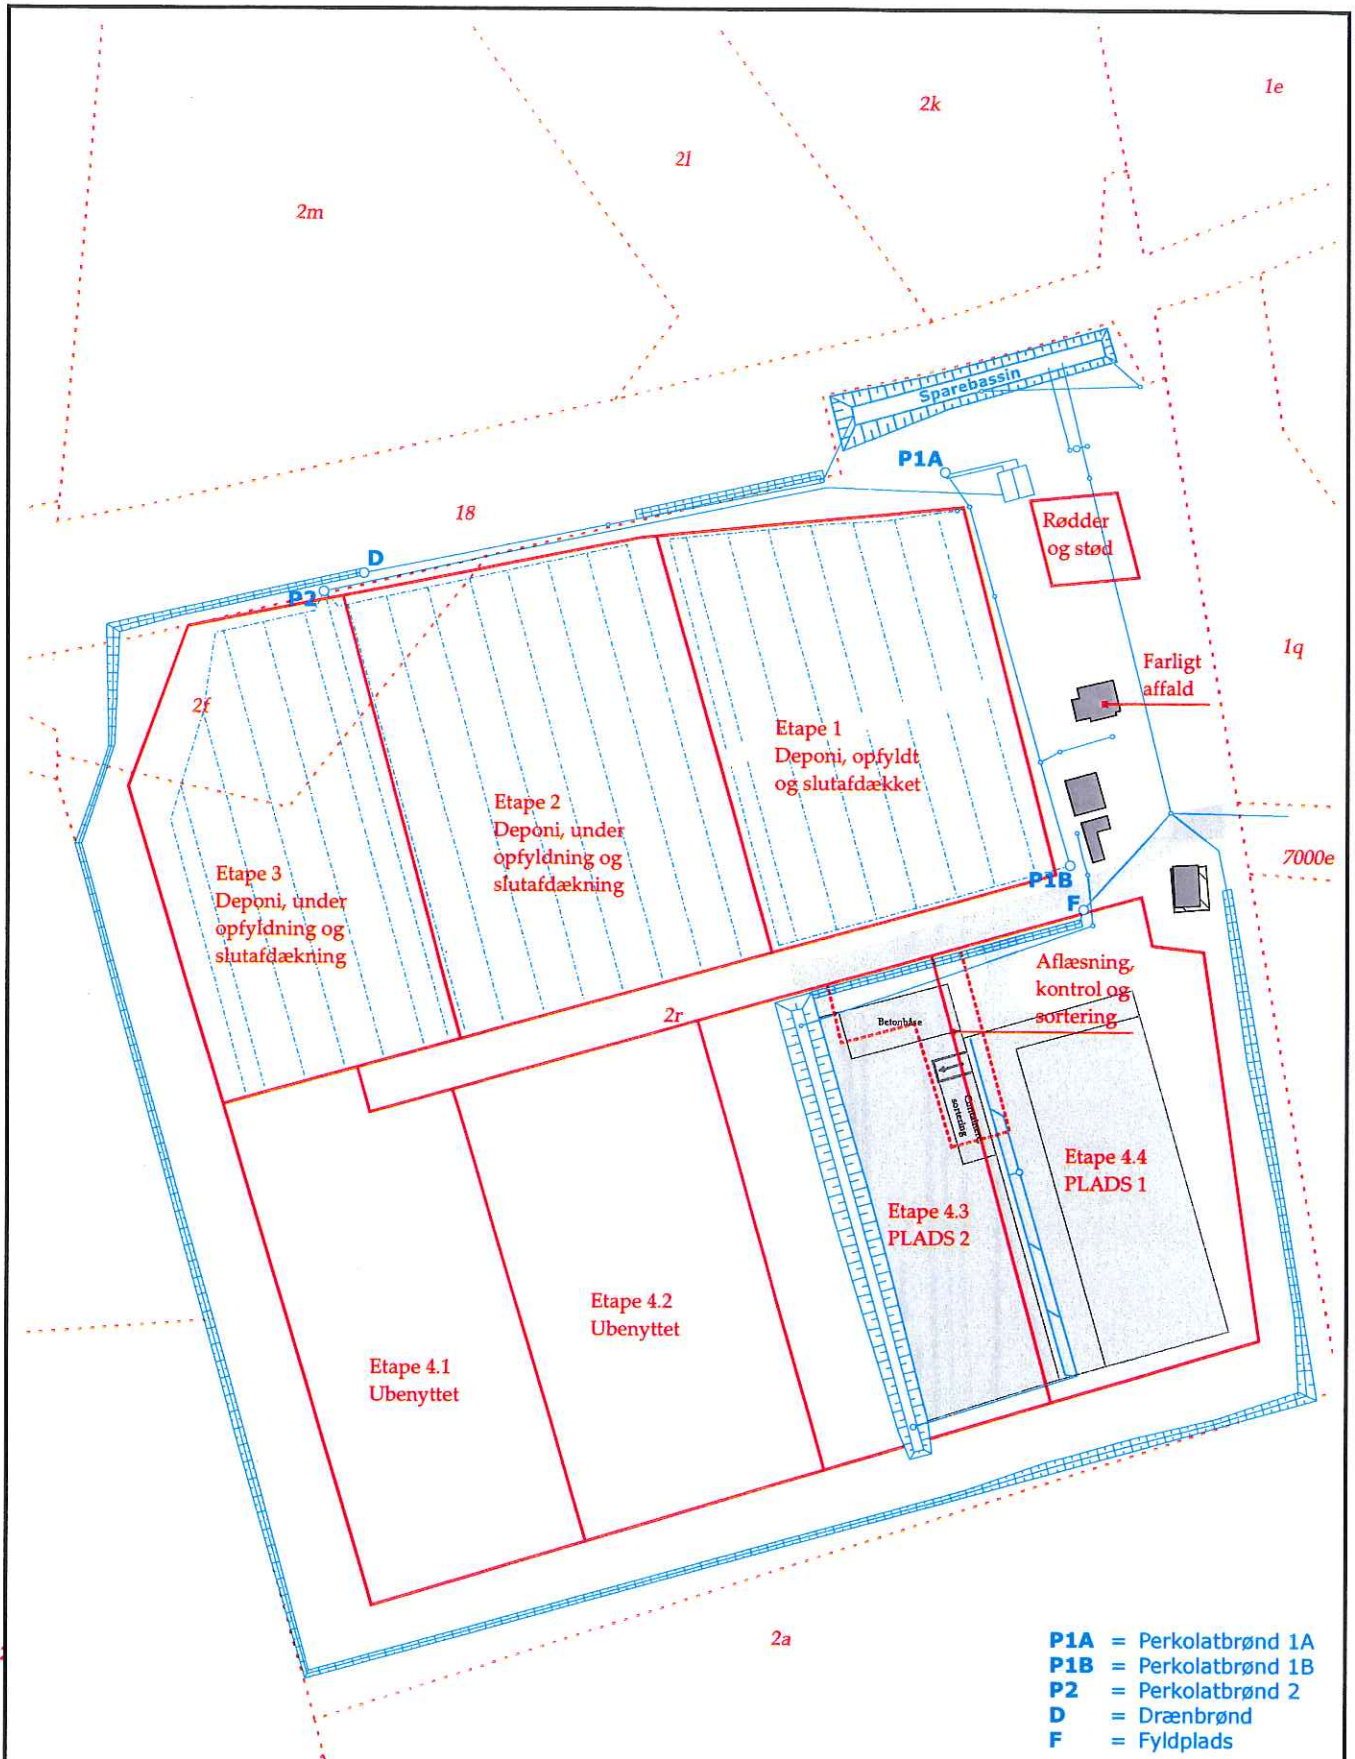 1e
2k
2l
2m
Sparebassin
P1A
18
Rødder
og stød
D
P2
1q
Farligt
affald
2f
Etape 1
Deponi, opfyldt
og slutafdækket
Etape 2
Deponi, under
opfyldning og
slutafdækning
7000e
Etape 3
Deponi, under
opfyldning og
slutafdækning
P1B
F
Aflæsning,
kontrol og
sortering
2r
Betonbåse
Container
sortering
Etape 4.4
PLADS 1
Etape 4.3
PLADS 2
Etape 4.2
Ubenyttet
Etape 4.1
Ubenyttet
2a
P1A = Perkolatbrønd 1A
P1B = Perkolatbrønd 1B
P2 = Perkolatbrønd 2
D = Drænbrønd
F = Fyldplads